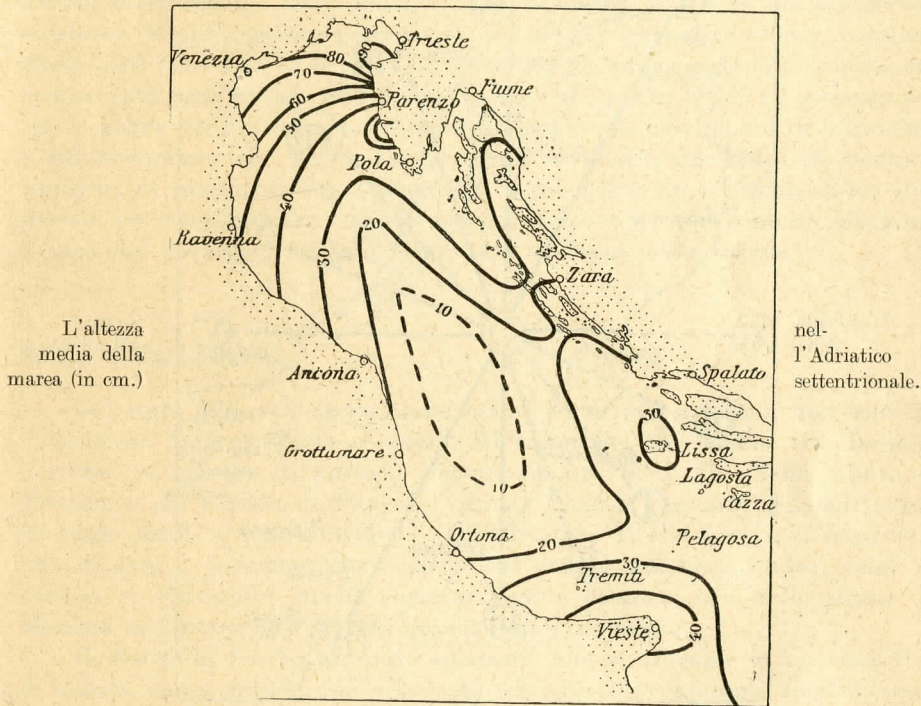 Trieste
Venezia
80
90
70
60
Parenzo
Fiume
50
Pola
40
20
Ravenna
30
Zara
10
L'altezza
media della
marea (in cm.)
nel-
l'Adriatico
settentrionale.
Ancona
Spalato
30
Grottamare
Lissa
Lagosta
Cazza
10
Ortona
20
Pelagosa
30
Tremiti
Vieste
40